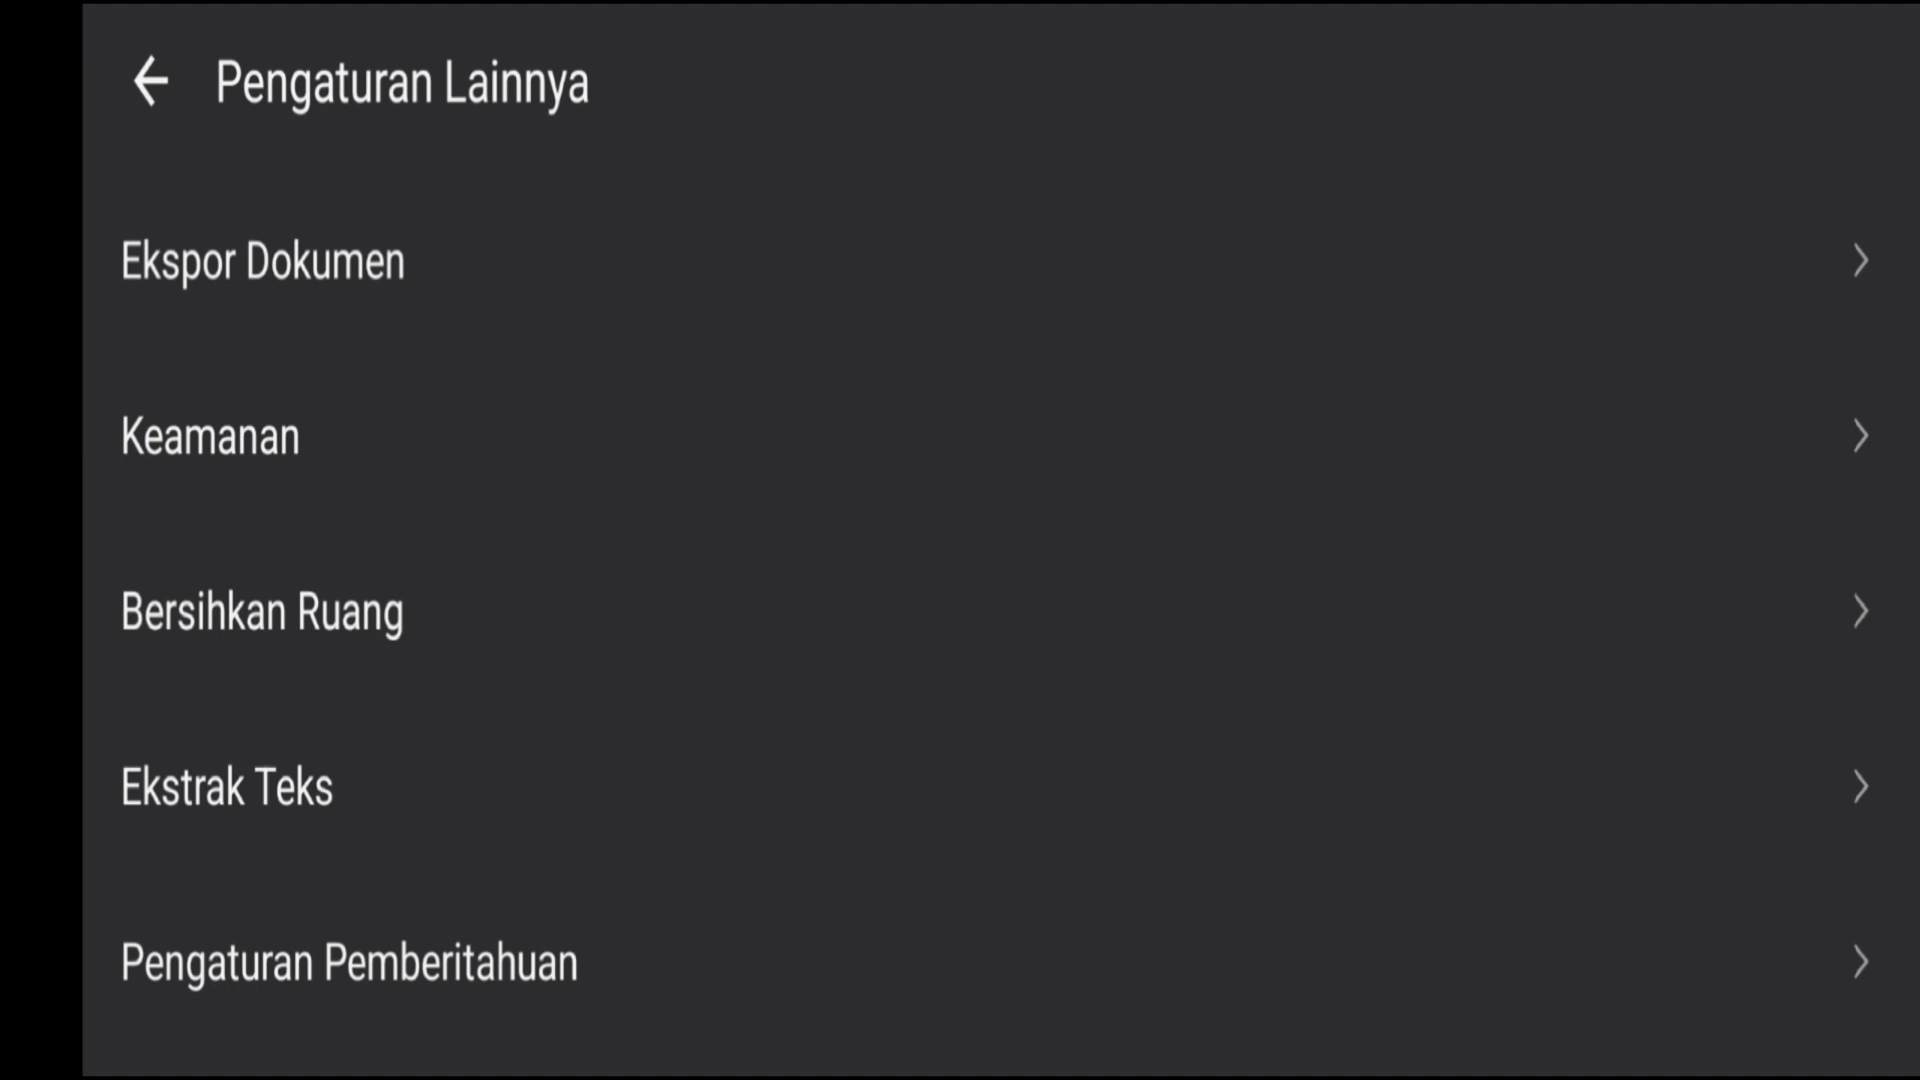 Pengaturan Lainnya
Ekspor Dokumen
Keamanan
Bersihkan Ruang
Ekstrak Teks
Pengaturan Pemberitahuan